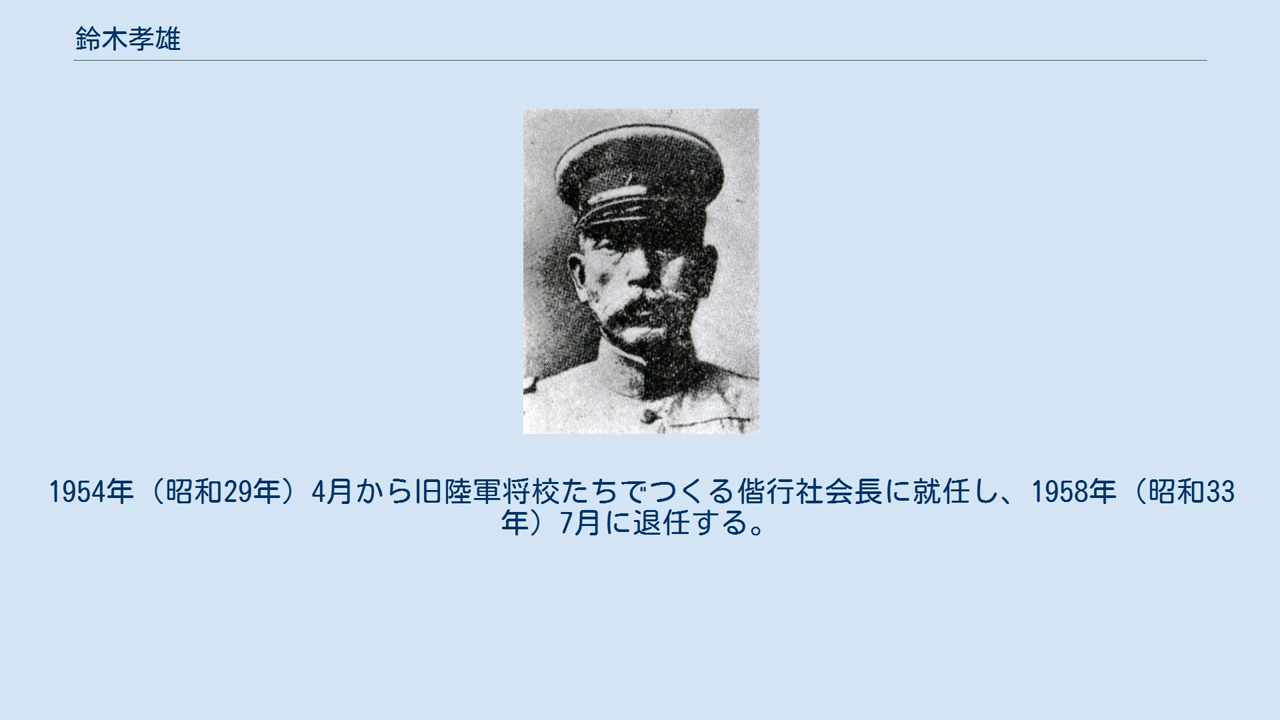 鈴木孝雄
1954年（昭和29年）4月から旧陸軍将校たちでつくる偕行社会長に就任し、1958年（昭和33
年）7月に退任する。